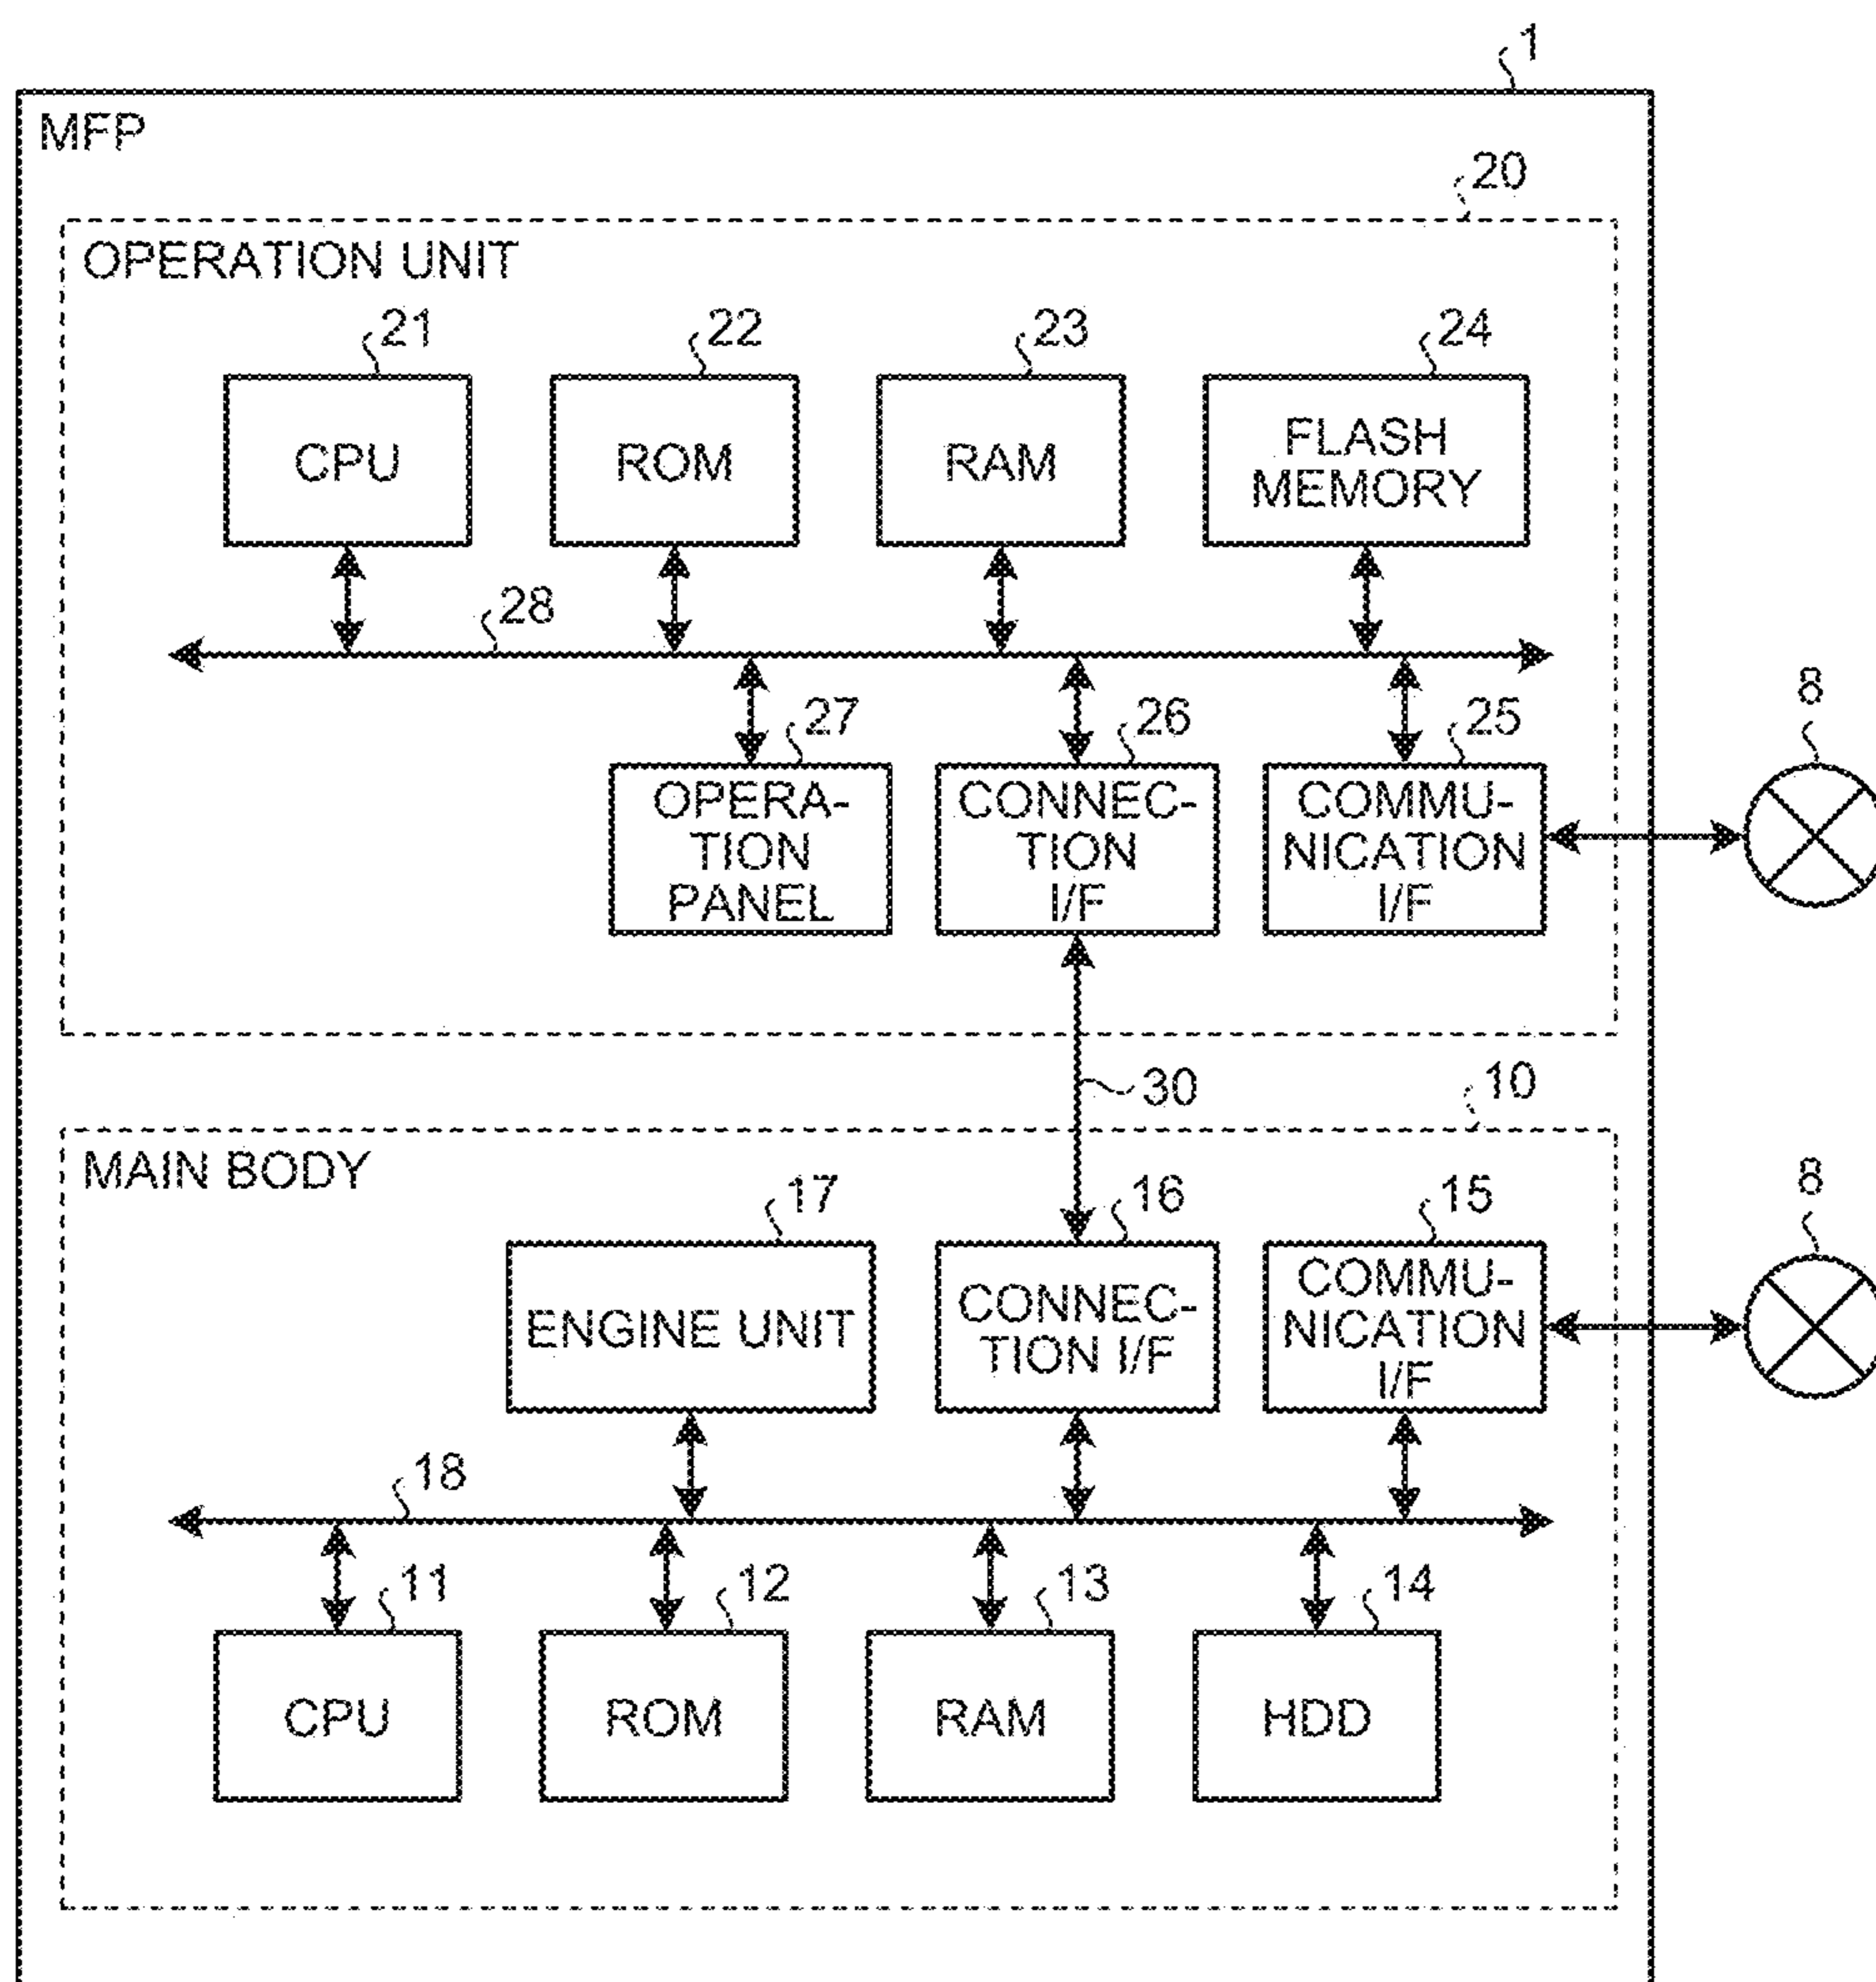 1
MFP
20
OPERATION UNIT
21
22
23
24
CPU
ROM
RAM
FLASH
MEMORY
28
27
26
25
8
OPERA-
TION
PANEL
CONNEC-
TION
I/F
COMMU-
NICATION
I/F
30
10
MAIN BODY
17
16
15
8
ENGINE UNIT
CONNEC-
TION I/F
COMMU-
NICATION
I/F
18
11
12
13
14
CPU
ROM
RAM
HDD